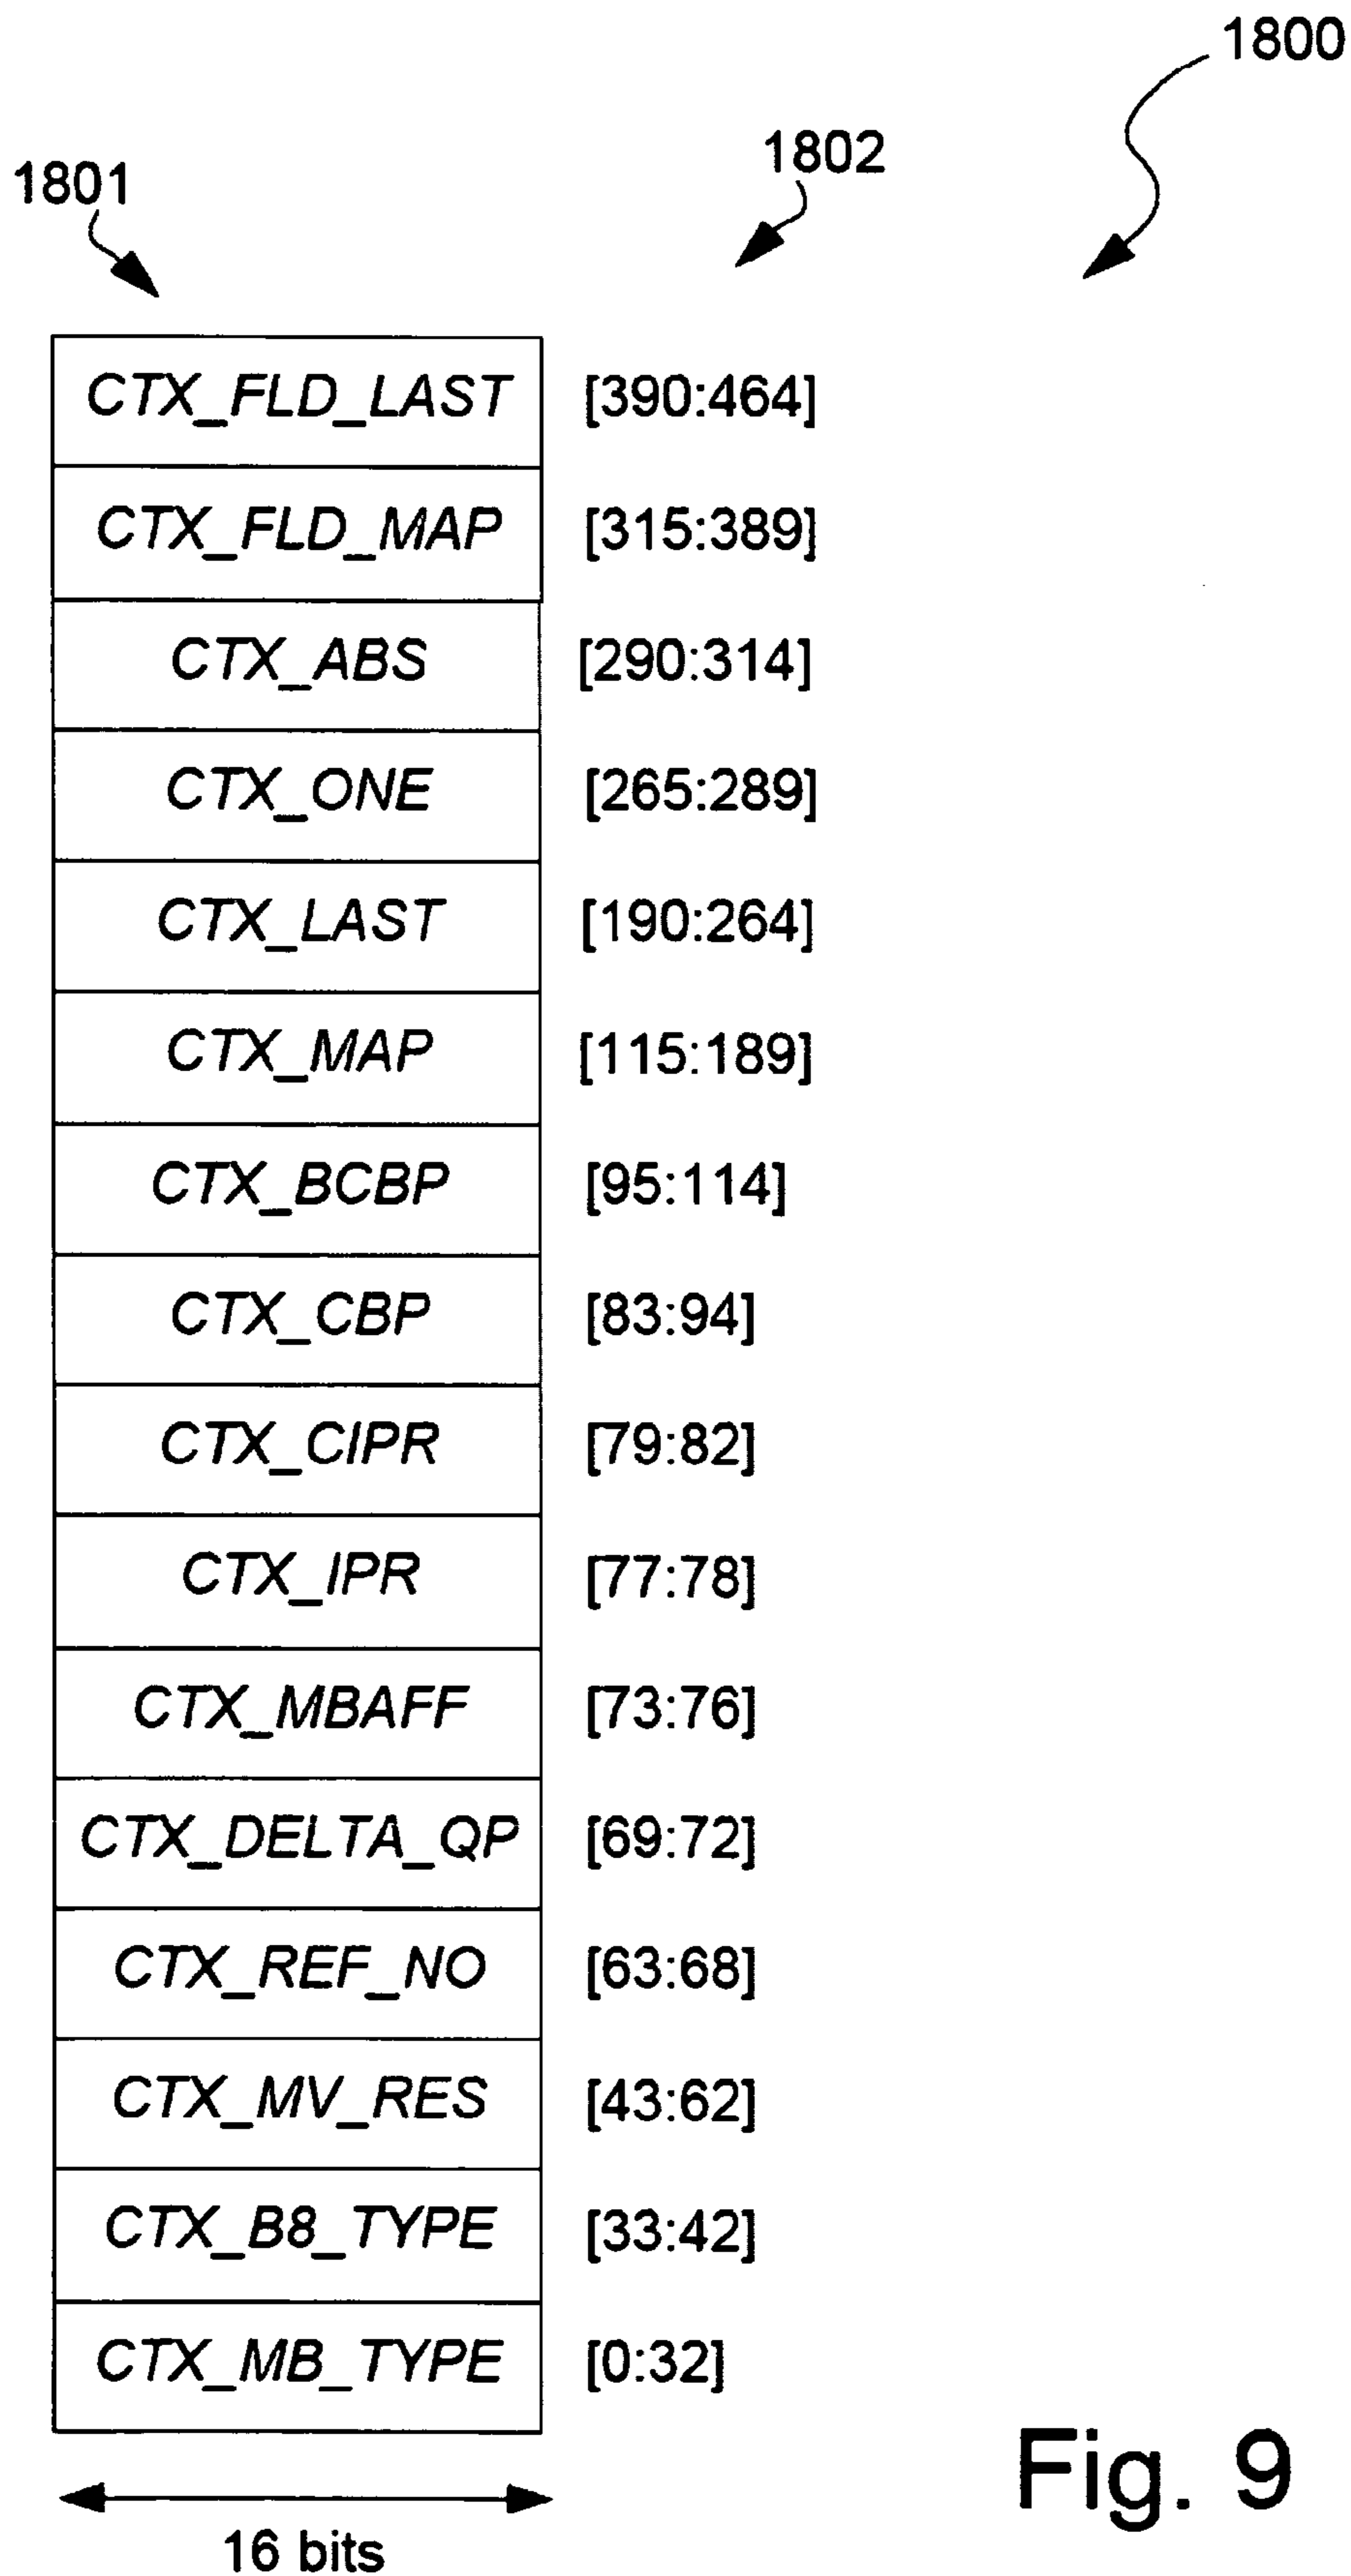 1800
1802
1801
CTX_FLD_LAST [390:464]
CTX_FLD_MAP [315:389]
CTX_ABS [290:314]
CTX_ONE [265:289]
CTX_LAST [190:264]
CTX_MAP [115:189]
CTX_BCBP [95:114]
CTX_CBP [83:94]
CTX_CIPR [79:82]
CTX_IPR [77:78]
CTX_MBAFF [73:76]
CTX_DELTA_QP [69:72]
CTX_REF_NO [63:68]
CTX_MV_RES [43:62]
CTX_B8_TYPE [33:42]
CTX_MB_TYPE [0:32]
16 bits
Fig. 9